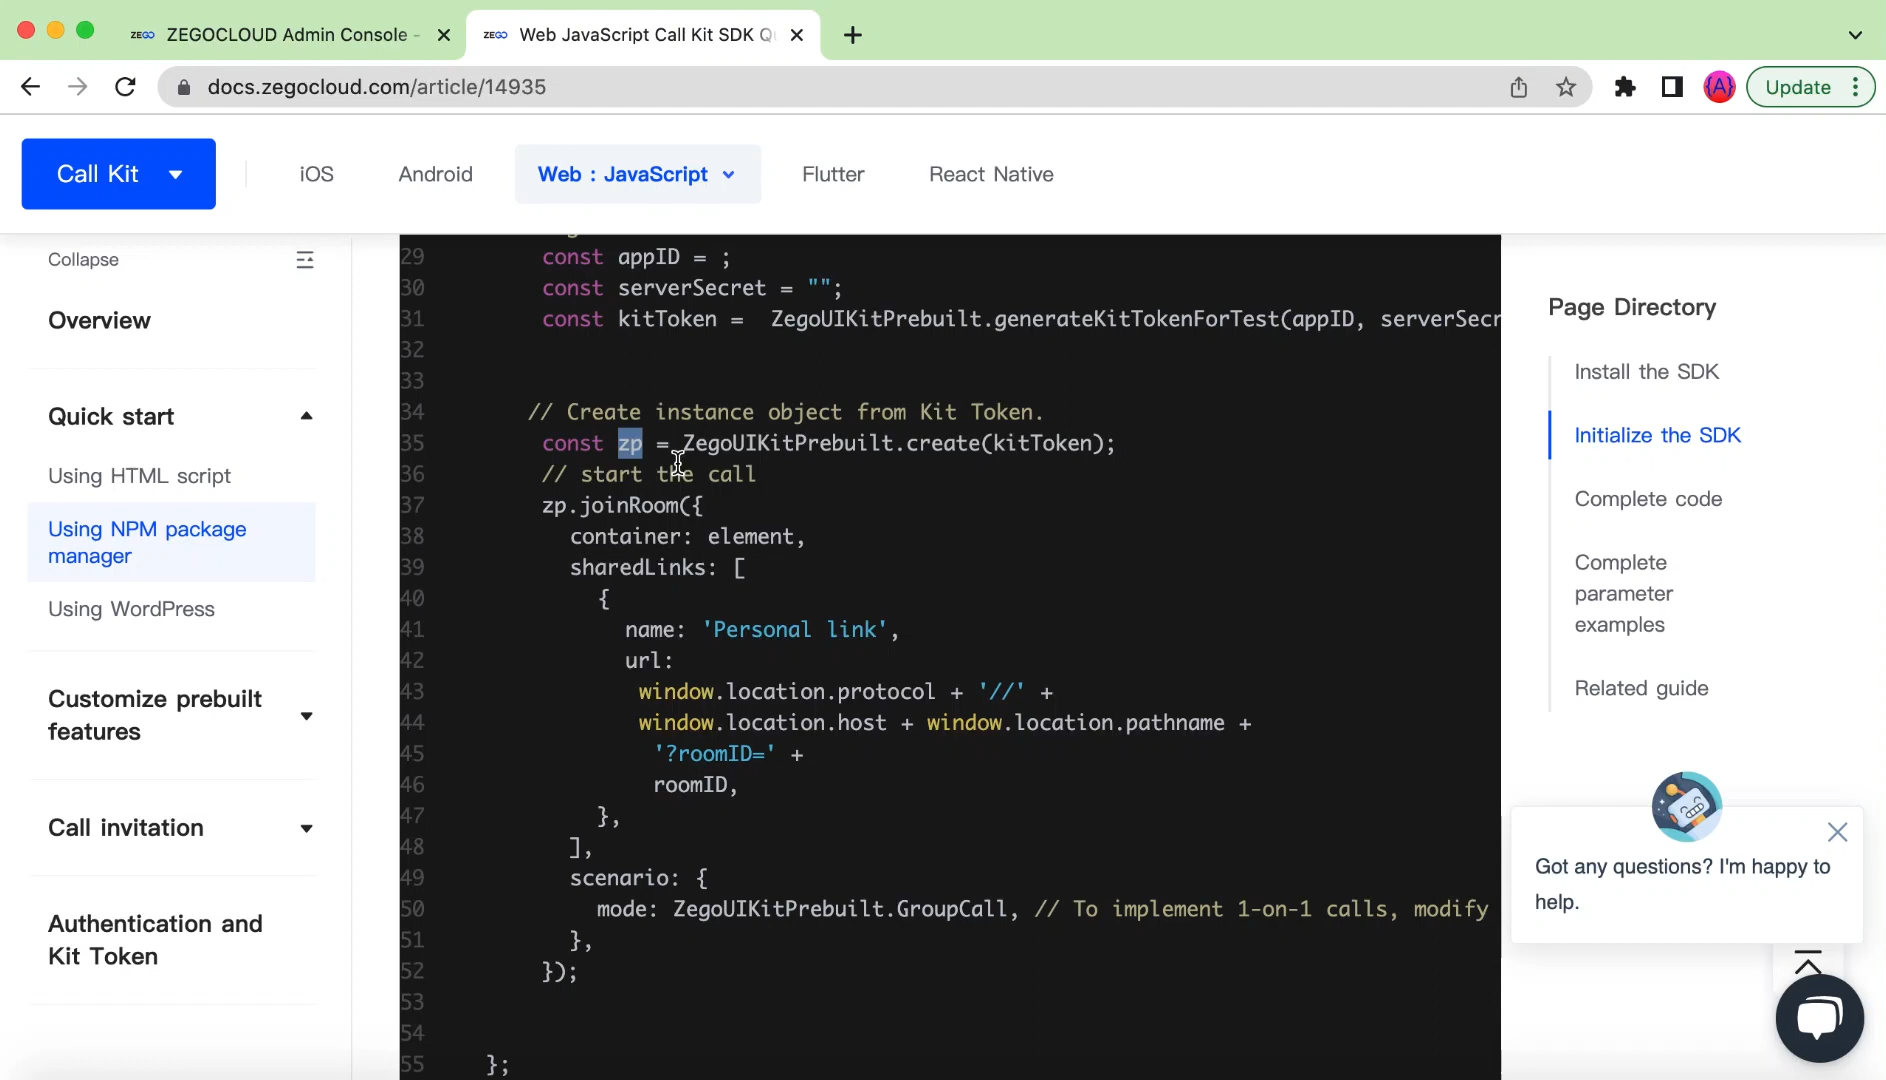 ZEGO ZEGOCLOUD Admin Console -
ZEGO Web JavaScript Call Kit SDK Q
docs.zegocloud.com/article/14935
{A}
Update
Call Kit
iOS
Android
Web : JavaScript
Flutter
React Native
Collapse
Overview
Quick start
Using HTML script
Using NPM package
manager
Using WordPress
Customize prebuilt
features
Call invitation
Authentication and
Kit Token
29 const appID = ;
30 const serverSecret = "";
31 const kitToken =  ZegoUIKitPrebuilt.generateKitTokenForTest(appID, serverSecr
32
33
34 // Create instance object from Kit Token.
35 const zp = ZegoUIKitPrebuilt.create(kitToken);
36 // start the call
37 zp.joinRoom({
38 container: element,
39 sharedLinks: [
40 {
41 name: 'Personal link',
42 url:
43 window.location.protocol + '//' +
44 window.location.host + window.location.pathname +
45 '?roomID=' +
46 roomID,
47 },
48 ],
49 scenario: {
50 mode: ZegoUIKitPrebuilt.GroupCall, // To implement 1-on-1 calls, modify
51 },
52 });
53
54
55 };
Page Directory
Install the SDK
Initialize the SDK
Complete code
Complete
parameter
examples
Related guide
Got any questions? I'm happy to
help.